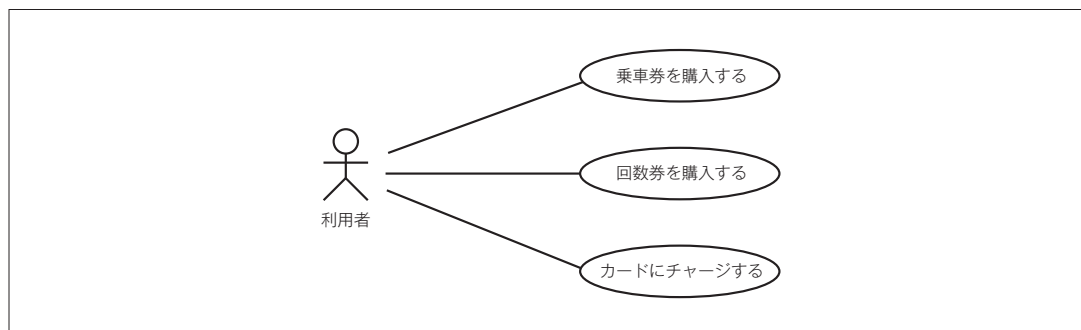 乗車券を購入する
回数券を購入する
利用者
カードにチャージする